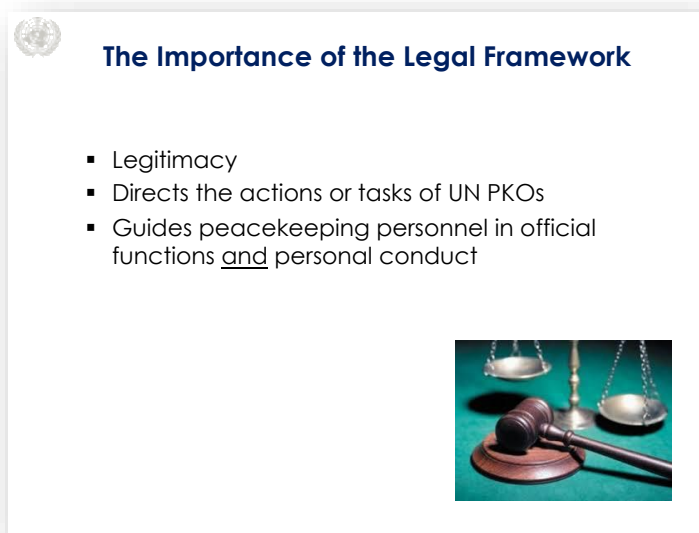 The Importance of the Legal Framework
▪ Legitimacy
▪ Directs the actions or tasks of UN PKOs
▪ Guides peacekeeping personnel in official
functions and personal conduct